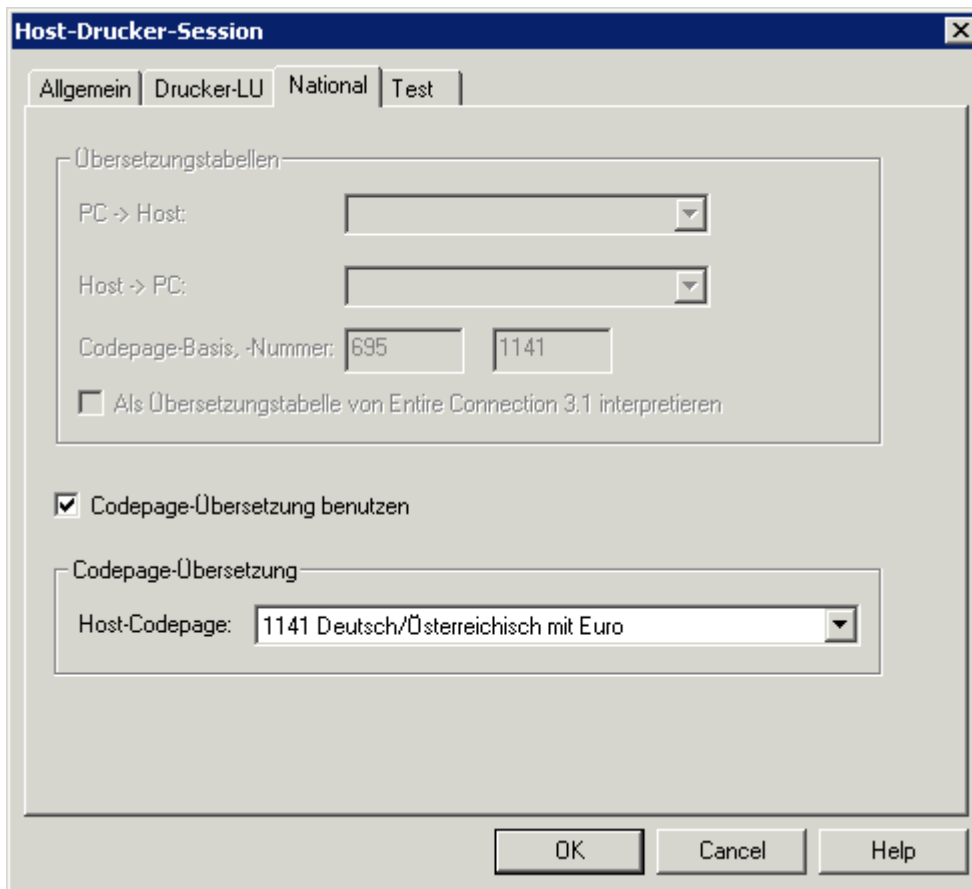 Host-Drucker-Session
Allgemein Drucker-LU National Test
Übersetzungstabellen
PC -> Host:
Host -> PC:
Codepage-Basis, -Nummer: 695 1141
Als Übersetzungstabelle von Entire Connection 3.1 interpretieren
Codepage-Übersetzung benutzen
Codepage-Übersetzung
Host-Codepage: 1141 Deutsch/Österreichisch mit Euro
OK Cancel Help